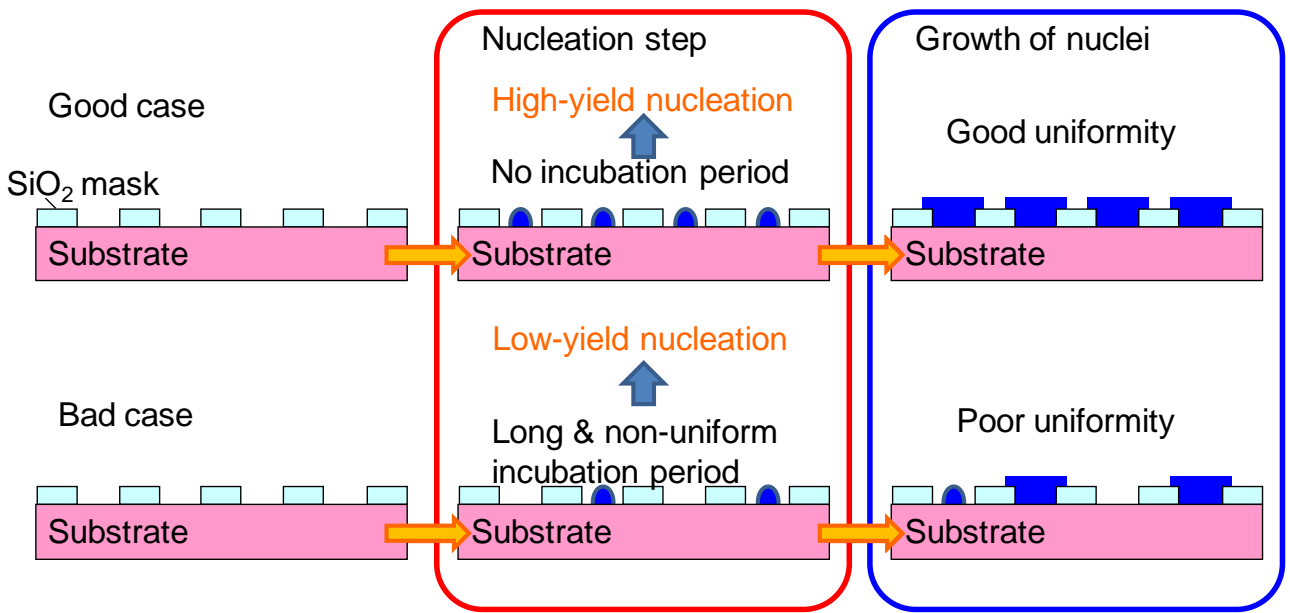 Nucleation step
Growth of nuclei
Good case
High-yield nucleation
Good uniformity
No incubation period
SiO₂ mask
Substrate
Substrate
Substrate
Low-yield nucleation
Bad case
Poor uniformity
Long & non-uniform
incubation period
Substrate
Substrate
Substrate